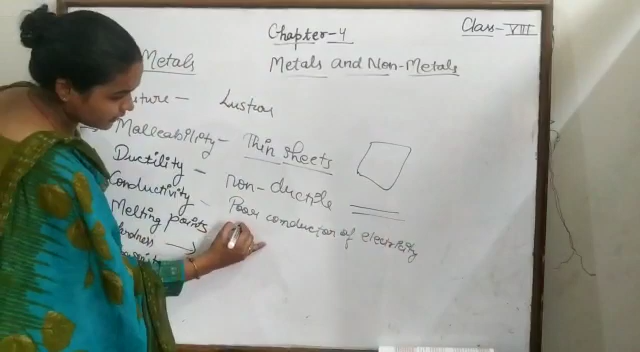 Chapter-4
Class-VIII
Metals
Metals and Non-Metals
Lustrous
Malleability - Thin sheets
Ductility - non-ductile
Conductivity - Poor conductor of electricity
Melting points